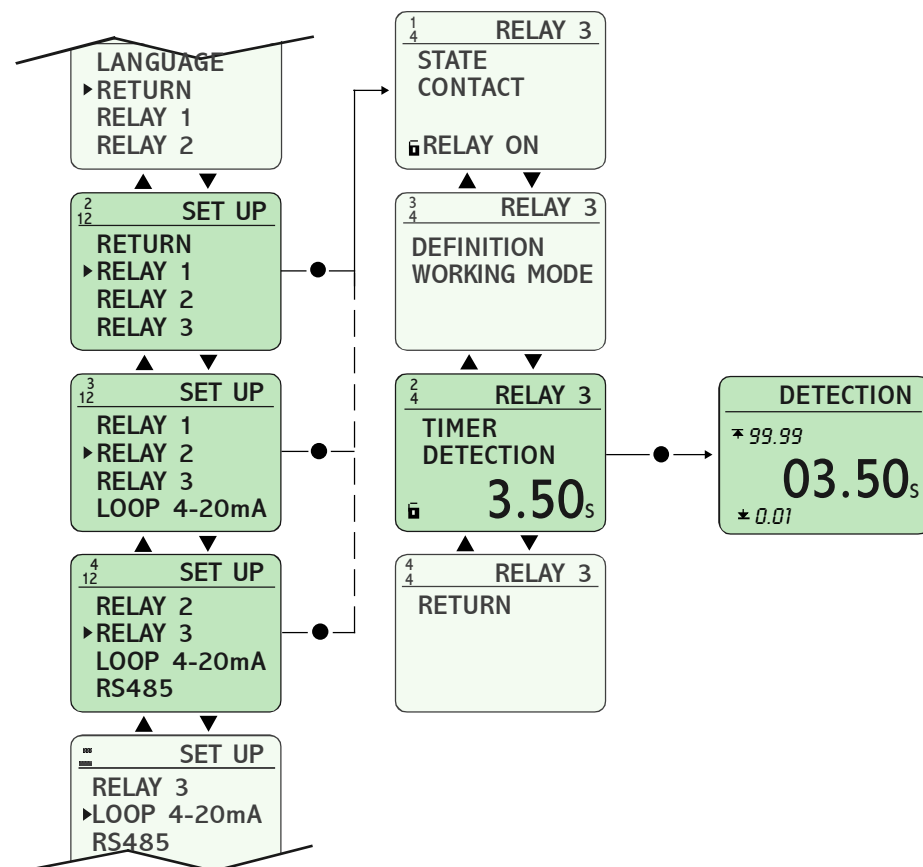 LANGUAGE
RETURN
RELAY 1
RELAY 2
2
12 SET UP
RETURN
RELAY 1
RELAY 2
RELAY 3
3
12 SET UP
RELAY 1
RELAY 2
RELAY 3
LOOP 4-20mA
4
12 SET UP
RELAY 2
RELAY 3
LOOP 4-20mA
RS485
SET UP
RELAY 3
LOOP 4-20mA
RS485
1
4 RELAY 3
STATE
CONTACT
RELAY ON
3
4 RELAY 3
DEFINITION
WORKING MODE
2
4 RELAY 3
TIMER
DETECTION
3.50s
4
4 RELAY 3
RETURN
DETECTION
99.99
03.50s
0.01